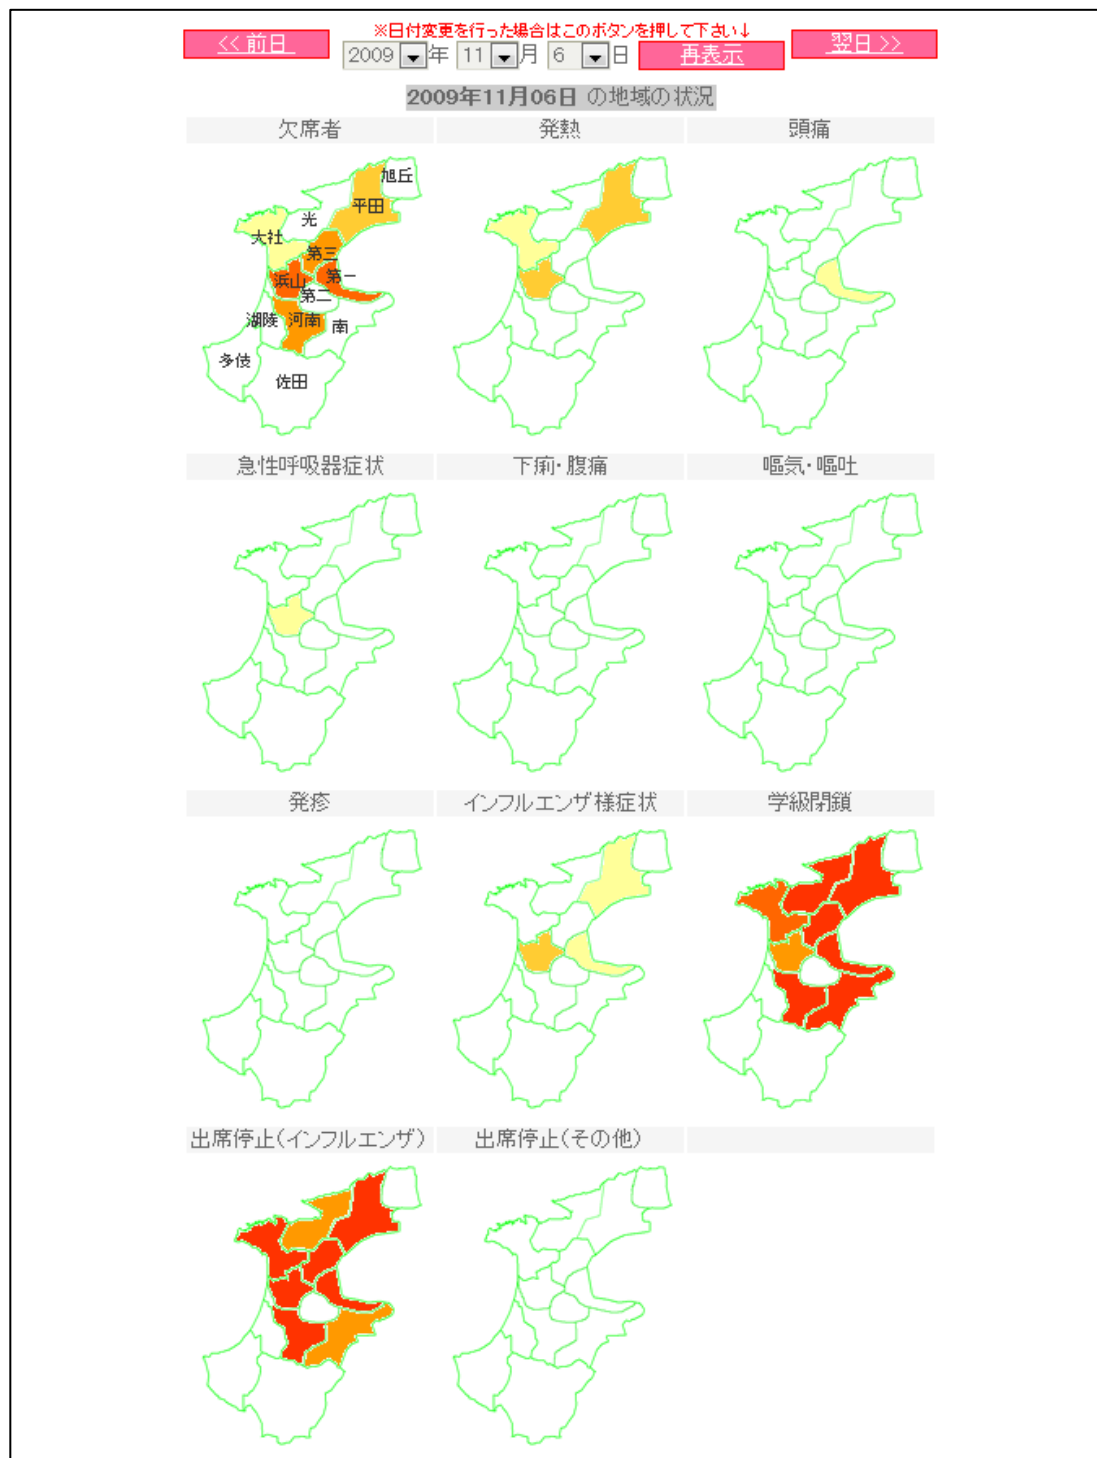 ※日付変更を行った場合はこのボタンを押して下さい↓
<< 前日 2009 年 11 月 6 日 再表示 翌日 >>
2009年11月06日 の地域の状況
欠席者 発熱 頭痛
旭丘
平田
光
大社
第三
浜山 第一
第二
湖陵 河南 南
多伎
佐田
急性呼吸器症状 下痢・腹痛 嘔気・嘔吐
発疹 インフルエンザ様症状 学級閉鎖
出席停止(インフルエンザ) 出席停止(その他)